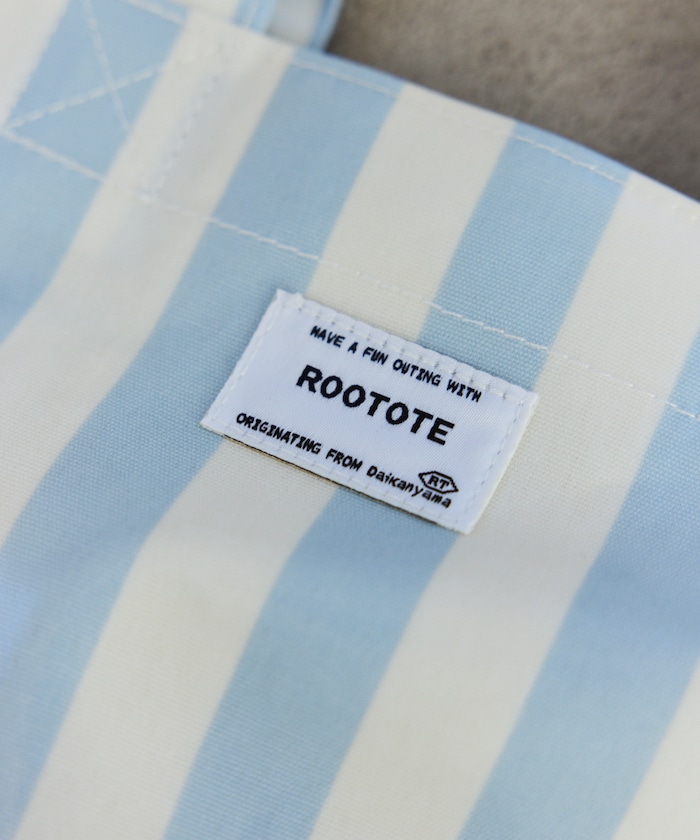 HAVE A FUN OUTING WITH
ROOTOTE
ORIGINATING FROM Daikanyama
RT